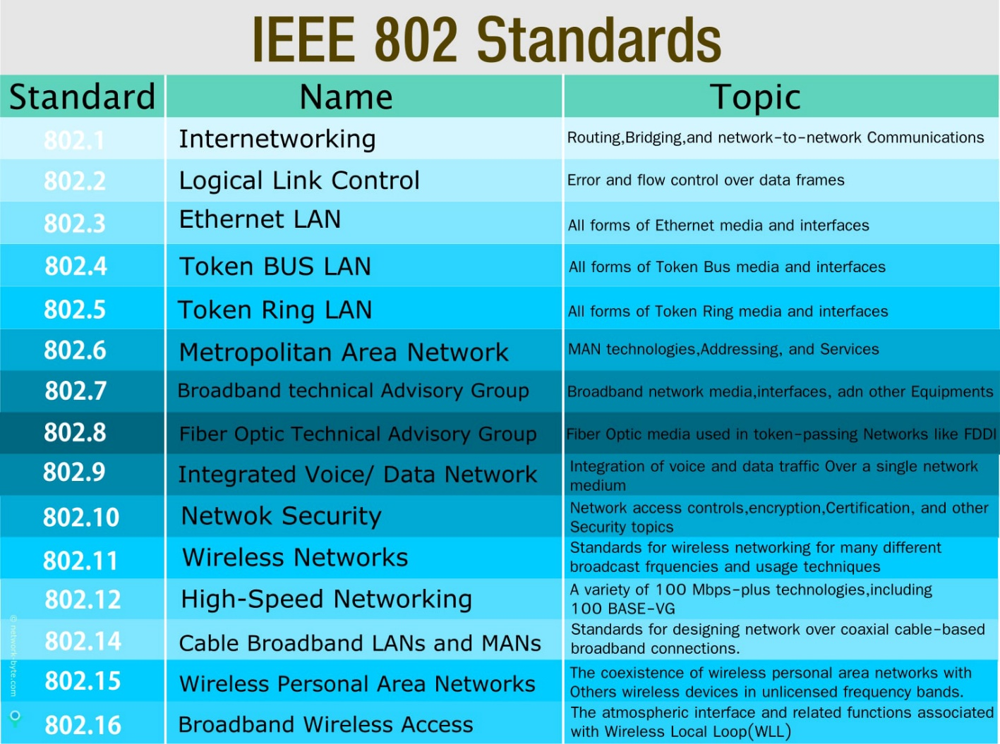 IEEE 802 Standards
Standard Name Topic
802.1 Internetworking Routing,Bridging,and network-to-network Communications
802.2 Logical Link Control Error and flow control over data frames
802.3 Ethernet LAN All forms of Ethernet media and interfaces
802.4 Token BUS LAN All forms of Token Bus media and interfaces
802.5 Token Ring LAN All forms of Token Ring media and interfaces
802.6 Metropolitan Area Network MAN technologies,Addressing, and Services
802.7 Broadband technical Advisory Group Broadband network media,interfaces, adn other Equipments
802.8 Fiber Optic Technical Advisory Group Fiber Optic media used in token-passing Networks like FDDI
802.9 Integrated Voice/ Data Network Integration of voice and data traffic Over a single network
medium
802.10 Netwok Security Network access controls,encryption,Certification, and other
Security topics
802.11 Wireless Networks Standards for wireless networking for many different
broadcast frquencies and usage techniques
802.12 High-Speed Networking A variety of 100 Mbps-plus technologies,including
100 BASE-VG
802.14 Cable Broadband LANs and MANs Standards for designing network over coaxial cable-based
broadband connections.
802.15 Wireless Personal Area Networks The coexistence of wireless personal area networks with
Others wireless devices in unlicensed frequency bands.
802.16 Broadband Wireless Access The atmospheric interface and related functions associated
with Wireless Local Loop(WLL)
© network-byte.com